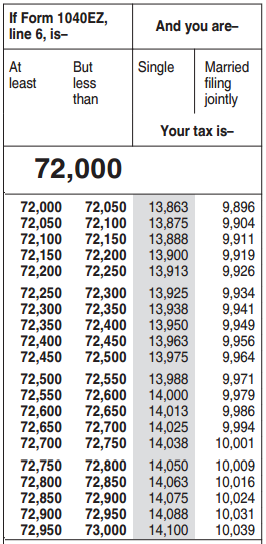 If Form 1040EZ, And you are–
line 6, is–
At But Single Married
least less filing
than jointly
Your tax is–
72,000
72,000 72,050 13,863 9,896
72,050 72,100 13,875 9,904
72,100 72,150 13,888 9,911
72,150 72,200 13,900 9,919
72,200 72,250 13,913 9,926
72,250 72,300 13,925 9,934
72,300 72,350 13,938 9,941
72,350 72,400 13,950 9,949
72,400 72,450 13,963 9,956
72,450 72,500 13,975 9,964
72,500 72,550 13,988 9,971
72,550 72,600 14,000 9,979
72,600 72,650 14,013 9,986
72,650 72,700 14,025 9,994
72,700 72,750 14,038 10,001
72,750 72,800 14,050 10,009
72,800 72,850 14,063 10,016
72,850 72,900 14,075 10,024
72,900 72,950 14,088 10,031
72,950 73,000 14,100 10,039